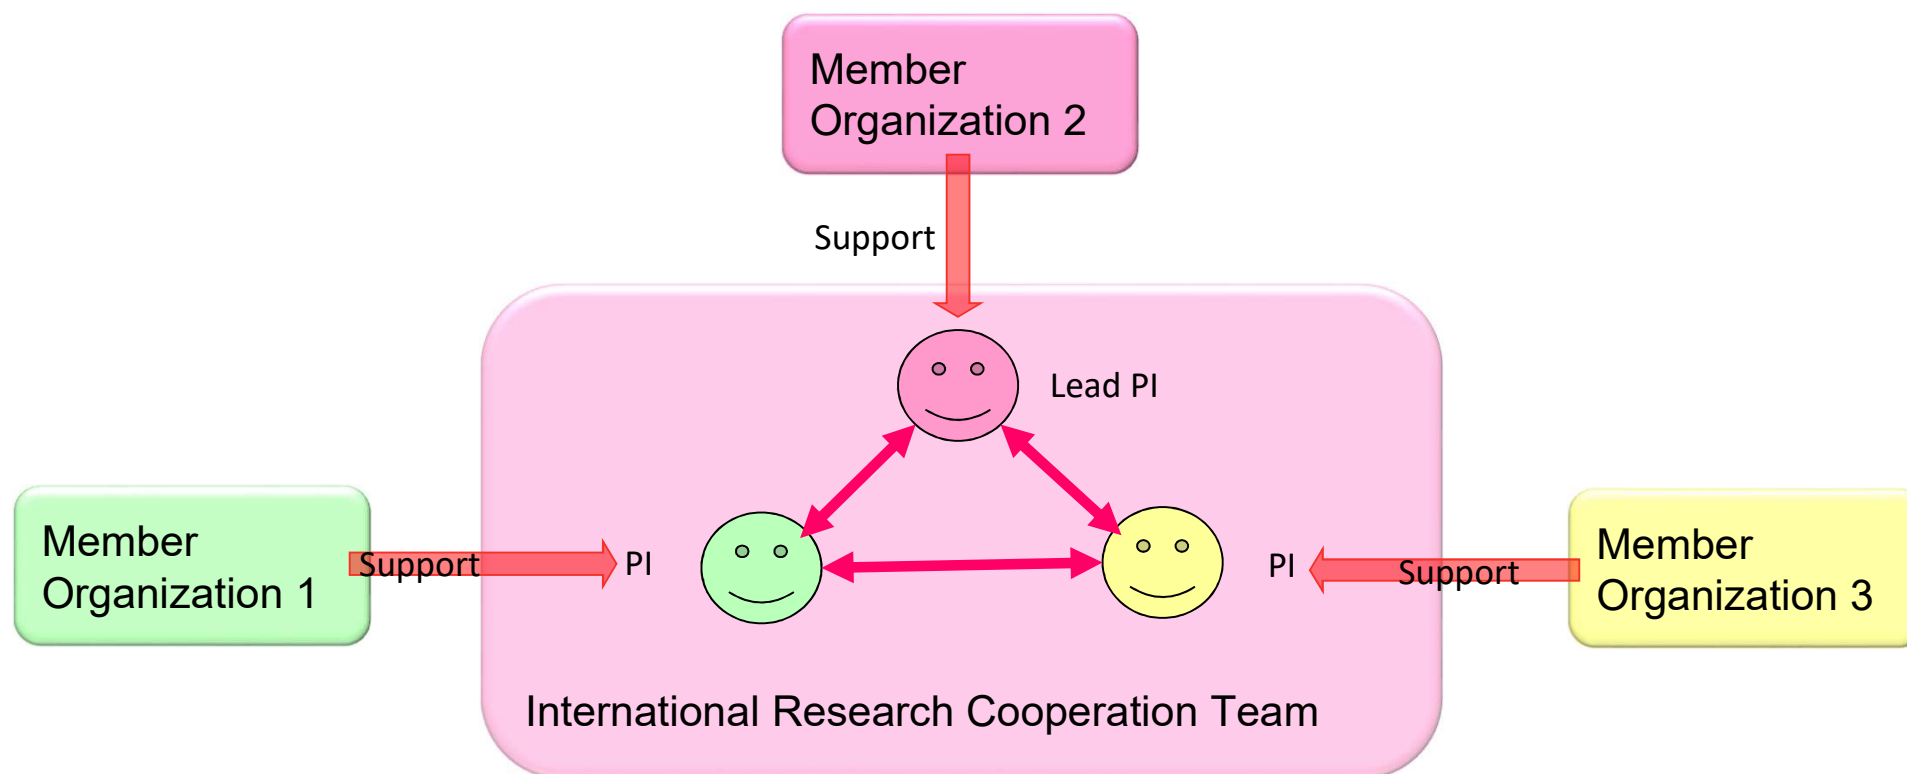 Member
Organization 2
Support
Lead PI
Member
Organization 1
Support
PI
PI
Support
Member
Organization 3
International Research Cooperation Team